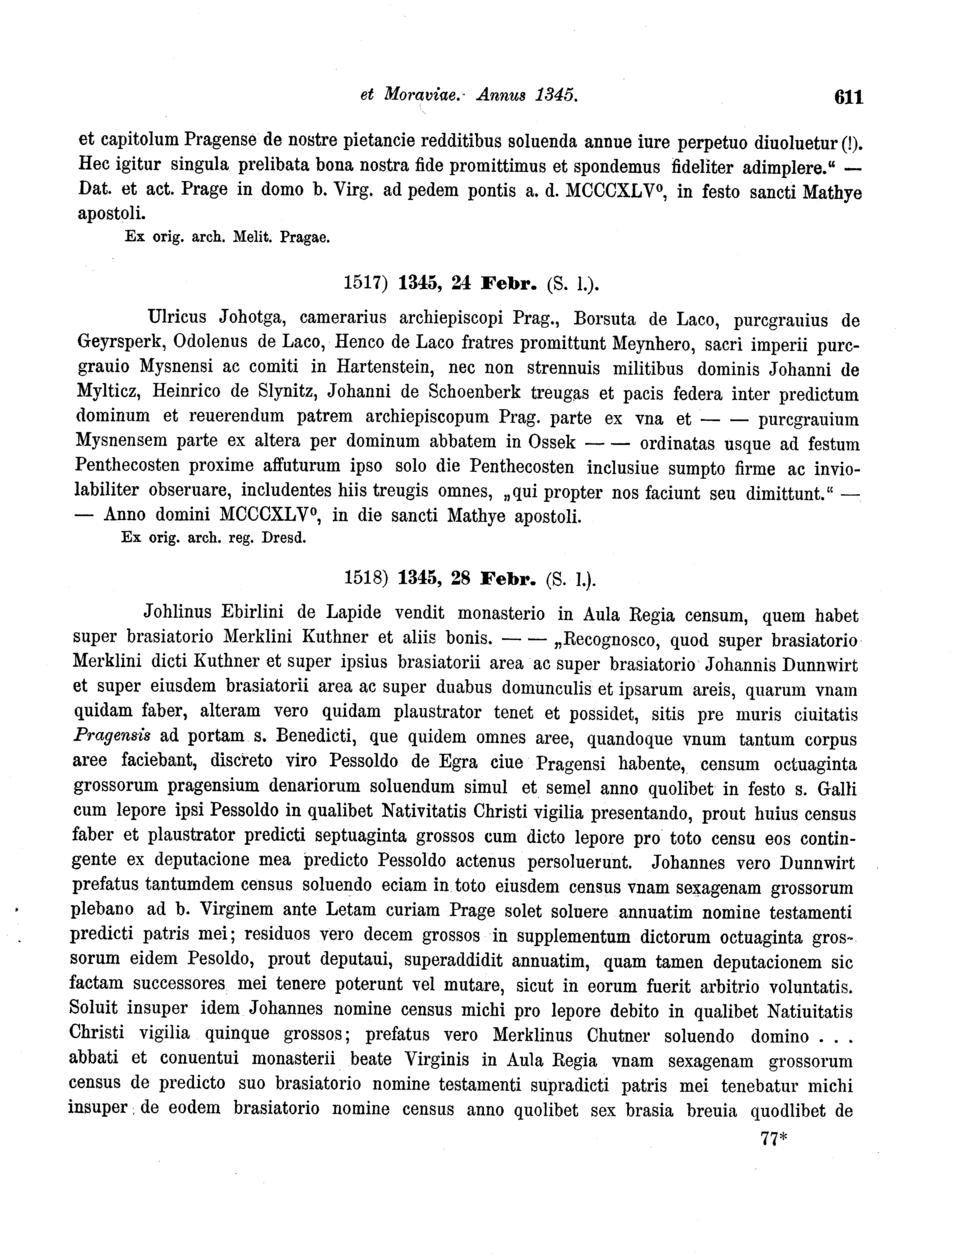 et Moraviae. Annus 1345. 611
et capitolum Pragense de nostre pietancie redditibus soluenda annue iure perpetuo diuoluetur (!).
Hec igitur singula prelibata bona nostra fide promittimus et spondemus fideliter adimplere.“ —
Dat. et act. Prage in domo b. Virg. ad pedem pontis a. d. MCCCXLV⁰, in festo sancti Mathye
apostoli.
Ex orig. arch. Melit. Pragae.
1517) 1345, 24 Febr. (S. l.).
Ulricus Johotga, camerarius archiepiscopi Prag., Borsuta de Laco, purcgrauius de
Geyrsperk, Odolenus de Laco, Henco de Laco fratres promittunt Meynhero, sacri imperii purc-
grauio Mysnensi ac comiti in Hartenstein, nec non strennuis militibus dominis Johanni de
Mylticz, Heinrico de Slynitz, Johanni de Schoenberk treugas et pacis federa inter predictum
dominum et reuerendum patrem archiepiscopum Prag. parte ex vna et — — purcgrauium
Mysnensem parte ex altera per dominum abbatem in Ossek — — ordinatas usque ad festum
Penthecosten proxime affuturum ipso solo die Penthecosten inclusiue sumpto firme ac invio-
labiliter obseruare, includentes hiis treugis omnes, „qui propter nos faciunt seu dimittunt.“ —
— Anno domini MCCCXLV⁰, in die sancti Mathye apostoli.
Ex orig. arch. reg. Dresd.
1518) 1345, 28 Febr. (S. l.).
Johlinus Ebirlini de Lapide vendit monasterio in Aula Regia censum, quem habet
super brasiatorio Merklini Kuthner et aliis bonis. — — „Recognosco, quod super brasiatorio
Merklini dicti Kuthner et super ipsius brasiatorii area ac super brasiatorio Johannis Dunnwirt
et super eiusdem brasiatorii area ac super duabus domunculis et ipsarum areis, quarum vnam
quidam faber, alteram vero quidam plaustrator tenet et possidet, sitis pre muris ciuitatis
Pragensis ad portam s. Benedicti, que quidem omnes aree, quandoque vnum tantum corpus
aree faciebant, discreto viro Pessoldo de Egra ciue Pragensi habente, censum octuaginta
grossorum pragensium denariorum soluendum simul et semel anno quolibet in festo s. Galli
cum lepore ipsi Pessoldo in qualibet Nativitatis Christi vigilia presentando, prout huius census
faber et plaustrator predicti septuaginta grossos cum dicto lepore pro toto censu eos contin-
gente ex deputacione mea predicto Pessoldo actenus persoluerunt. Johannes vero Dunnwirt
prefatus tantumdem census soluendo eciam in toto eiusdem census vnam sexagenam grossorum
plebano ad b. Virginem ante Letam curiam Prage solet soluere annuatim nomine testamenti
predicti patris mei; residuos vero decem grossos in supplementum dictorum octuaginta gros-
sorum eidem Pesoldo, prout deputaui, superaddidit annuatim, quam tamen deputacionem sic
factam successores mei tenere poterunt vel mutare, sicut in eorum fuerit arbitrio voluntatis.
Soluit insuper idem Johannes nomine census michi pro lepore debito in qualibet Natiuitatis
Christi vigilia quinque grossos; prefatus vero Merklinus Chutner soluendo domino . . .
abbati et conuentui monasterii beate Virginis in Aula Regia vnam sexagenam grossorum
census de predicto suo brasiatorio nomine testamenti supradicti patris mei tenebatur michi
insuper de eodem brasiatorio nomine census anno quolibet sex brasia breuia quodlibet de
77*